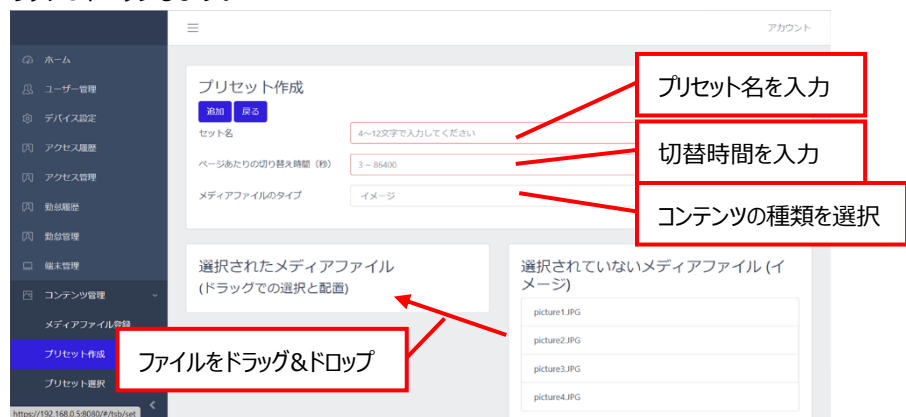 アカウント
ホーム
ユーザー管理
デバイス設定
アクセス履歴
アクセス管理
勤怠履歴
勤怠管理
端末管理
コンテンツ管理
メディアファイル登録
プリセット作成
プリセット選択
https://192.168.0.5:8080/#/tsb/set
プリセット作成
追加 戻る
セット名
4～12文字で入力してください
ページあたりの切り替え時間（秒）
3 ~ 86400
メディアファイルのタイプ
イメージ
プリセット名を入力
切替時間を入力
コンテンツの種類を選択
選択されたメディアファイル
(ドラッグでの選択と配置)
選択されていないメディアファイル (イ
メージ)
picture1.JPG
picture2.JPG
picture3.JPG
picture4.JPG
ファイルをドラッグ&ドロップ